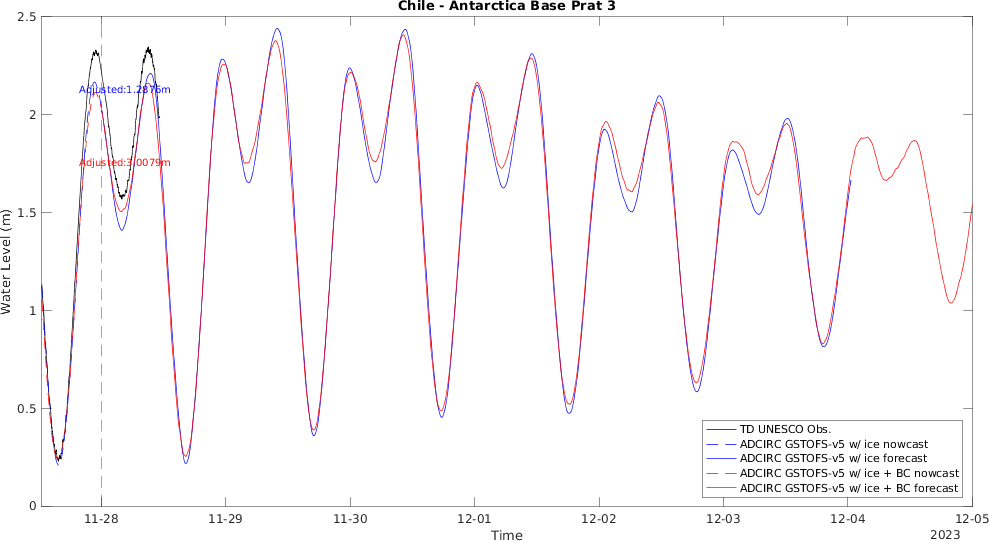 Chile - Antarctica Base Prat 3
2.5
2
1.5
1
0.5
0
Water Level (m)
Adjusted:1.2876m
Adjusted:3.0079m
TD UNESCO Obs.
ADCIRC GSTOFS-v5 w/ ice nowcast
ADCIRC GSTOFS-v5 w/ ice forecast
ADCIRC GSTOFS-v5 w/ ice + BC nowcast
ADCIRC GSTOFS-v5 w/ ice + BC forecast
11-28 11-29 11-30 12-01 12-02 12-03 12-04 12-05
Time
2023